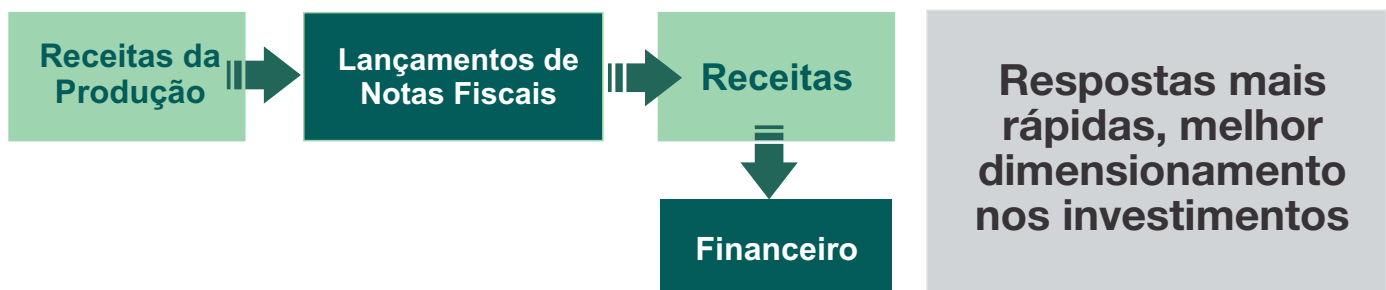 Receitas da
Produção
Lançamentos de
Notas Fiscais
Receitas
Financeiro
Respostas mais
rápidas, melhor
dimensionamento
nos investimentos